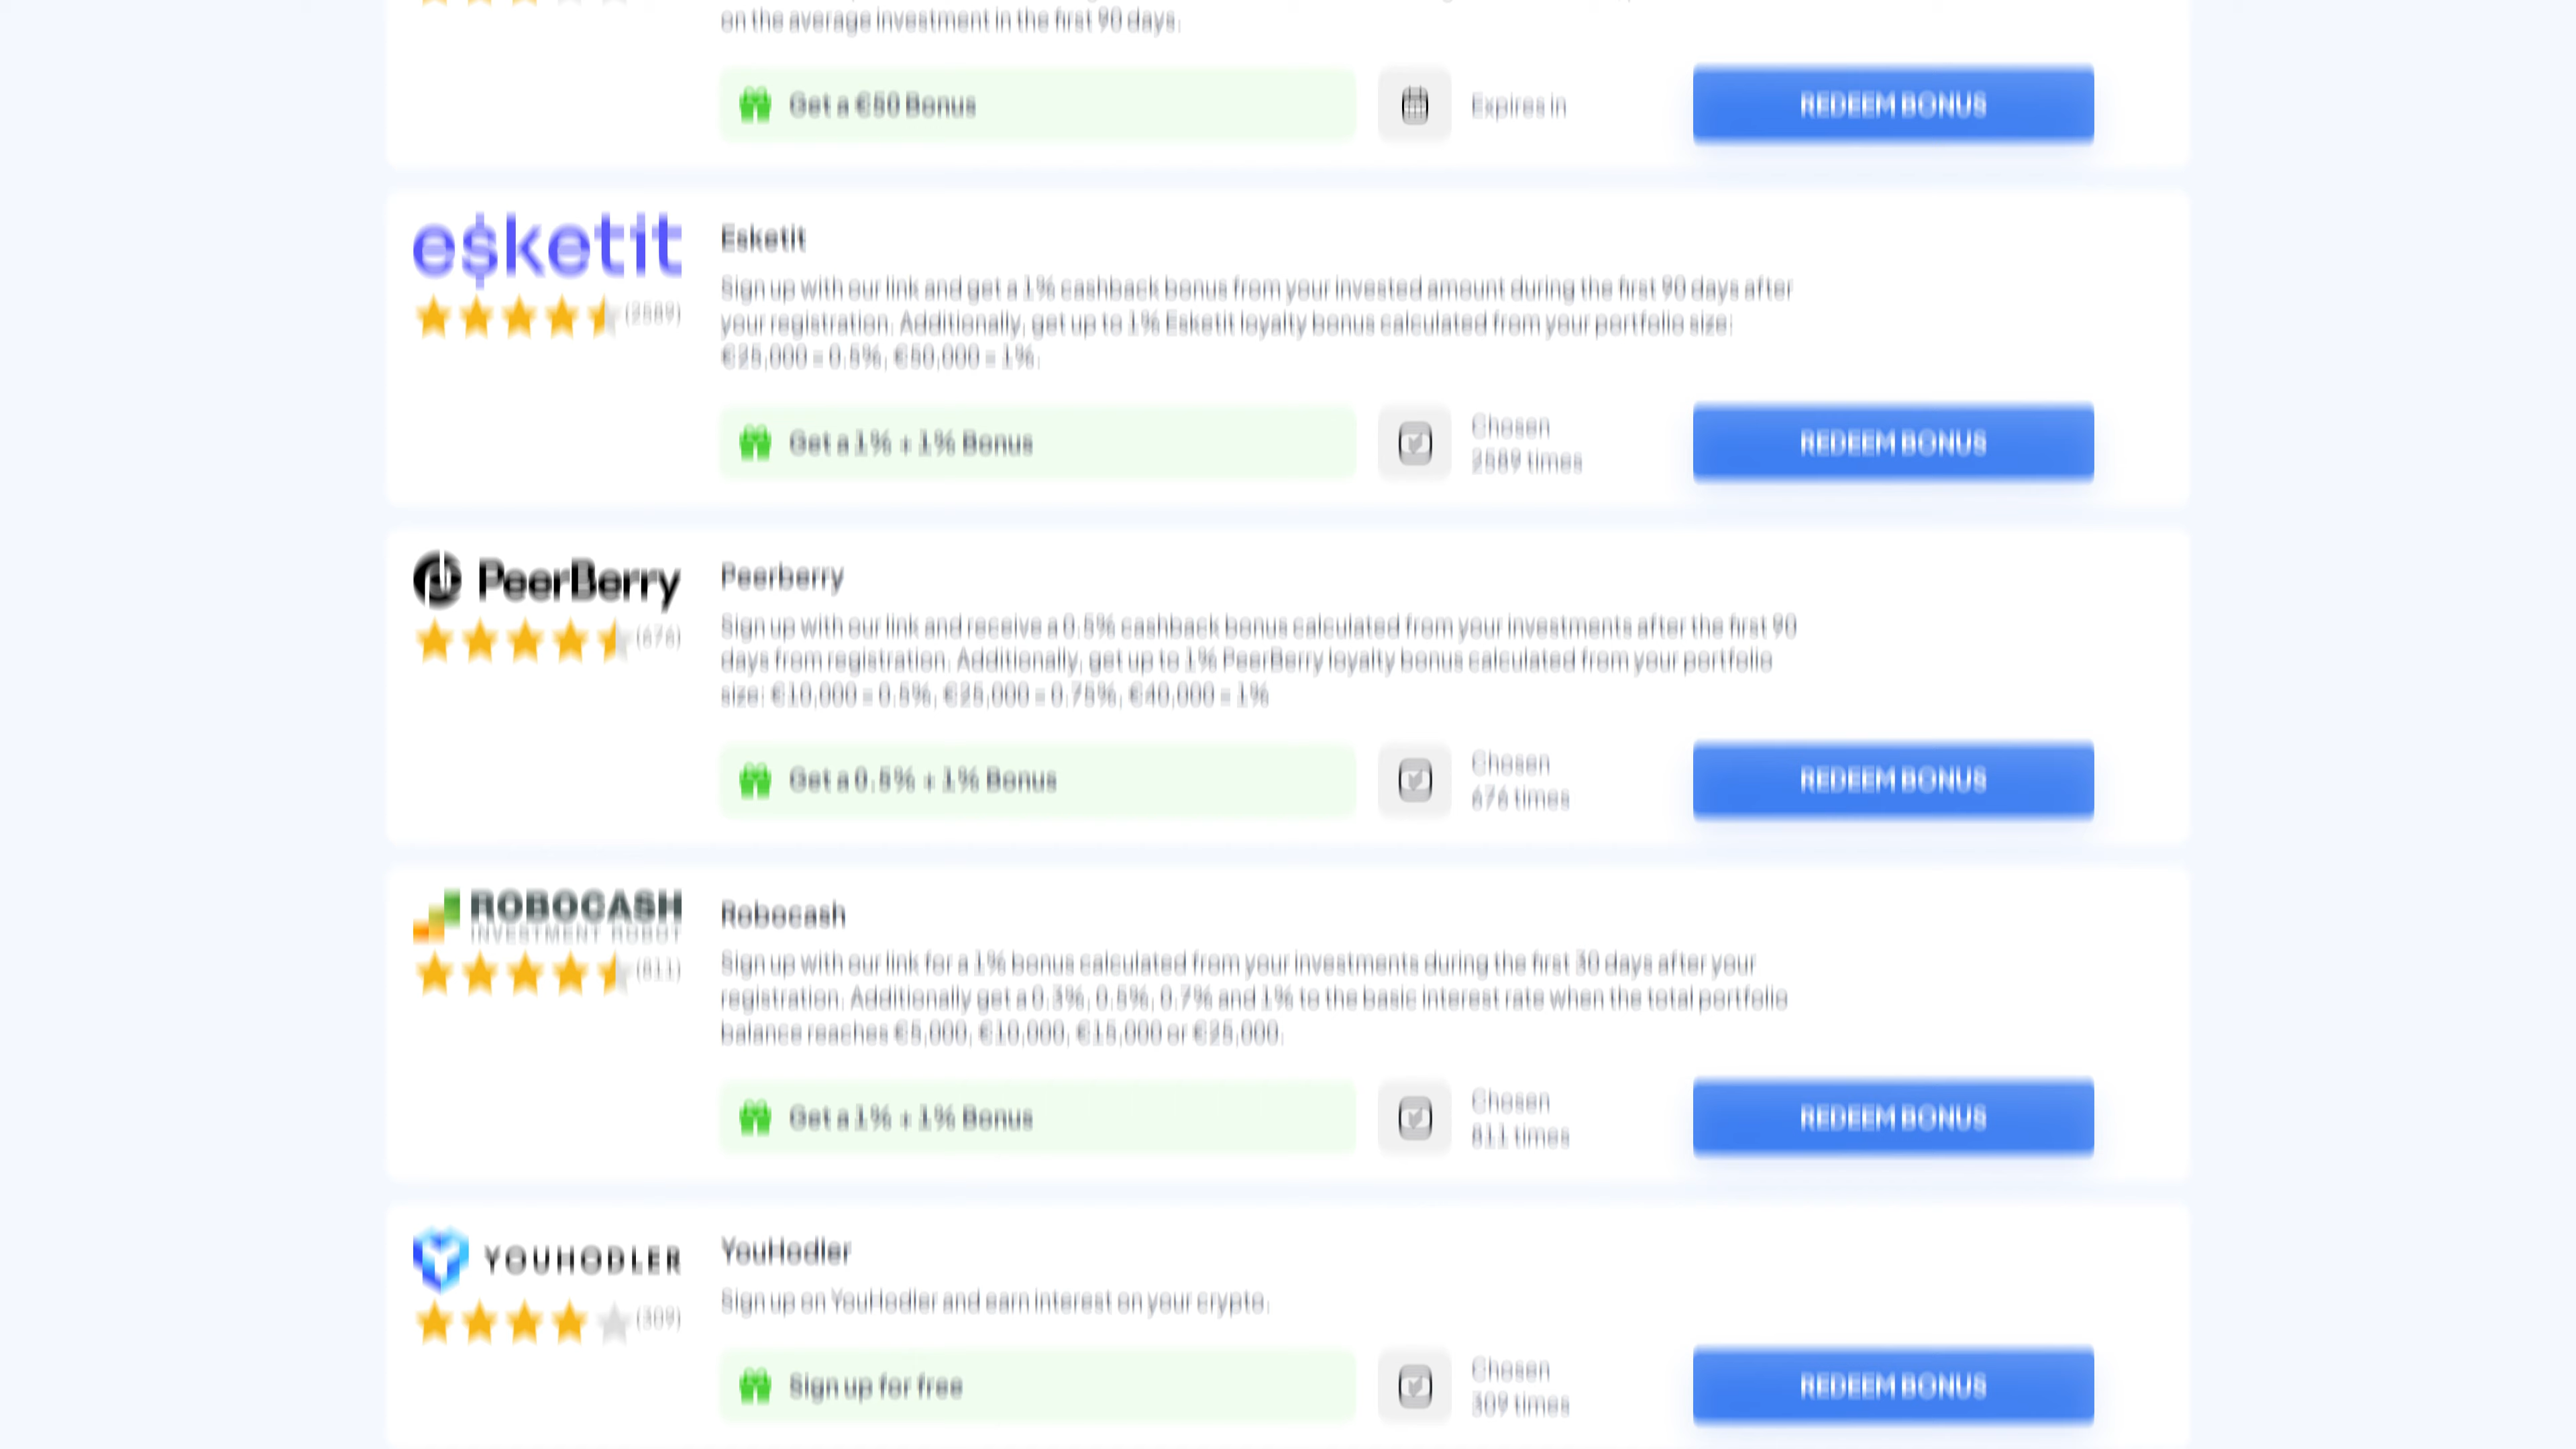 on the average investment in the first 90 days.
Get a €50 Bonus
Expires in
REDEEM BONUS
esketit
(2589)
Esketit
Sign up with our link and get a 1% cashback bonus from your invested amount during the first 90 days after
your registration. Additionally, get up to 1% Esketit loyalty bonus calculated from your portfolio size:
€25,000 = 0.5%, €50,000 = 1%.
Get a 1% + 1% Bonus
Chosen
2589 times
REDEEM BONUS
PeerBerry
(676)
Peerberry
Sign up with our link and receive a 0.5% cashback bonus calculated from your investments after the first 90
days from registration. Additionally, get up to 1% PeerBerry loyalty bonus calculated from your portfolio
size: €10,000 = 0.5%, €25,000 = 0.75%, €40,000 = 1%
Get a 0.5% + 1% Bonus
Chosen
676 times
REDEEM BONUS
ROBOCASH
INVESTMENT ROBOT
(811)
Robocash
Sign up with our link for a 1% bonus calculated from your investments during the first 30 days after your
registration. Additionally get a 0.3%, 0.5%, 0.7% and 1% to the basic interest rate when the total portfolio
balance reaches €5,000, €10,000, €15,000 or €25,000.
Get a 1% + 1% Bonus
Chosen
811 times
REDEEM BONUS
YOUHODLER
(309)
YouHodler
Sign up on YouHodler and earn interest on your crypto.
Sign up for free
Chosen
309 times
REDEEM BONUS